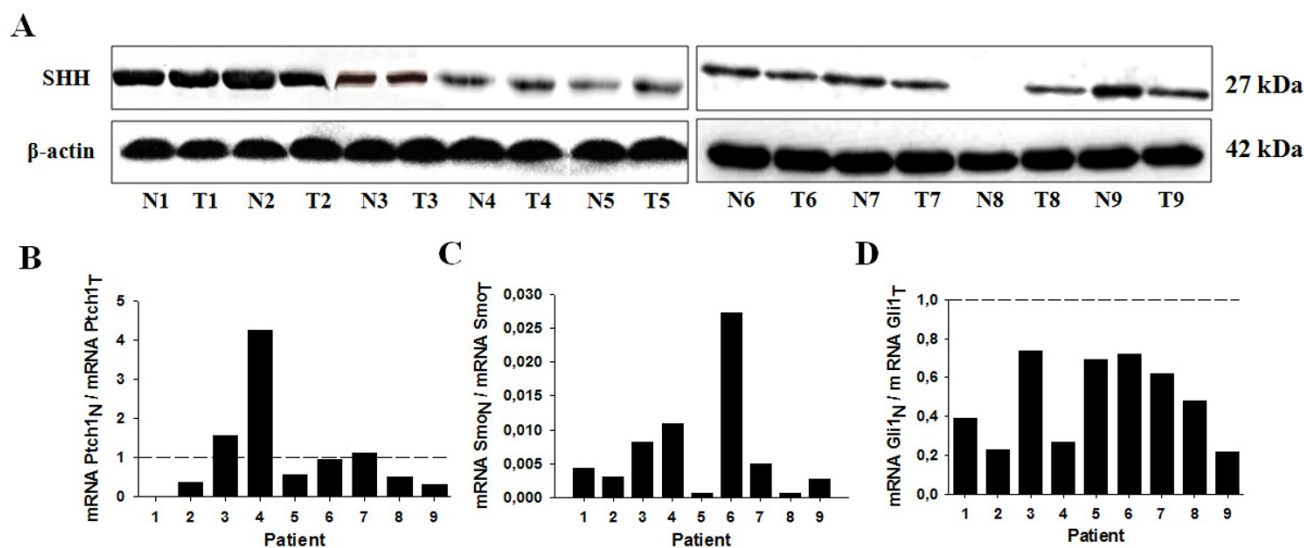 A
SHH
27 kDa
β-actin
42 kDa
N1 T1 N2 T2 N3 T3 N4 T4 N5 T5 N6 T6 N7 T7 N8 T8 N9 T9
B
mRNA Ptch1N / mRNA Ptch1T
5
4
3
2
1
0
1 2 3 4 5 6 7 8 9
Patient
C
mRNA SmoN / mRNA SmoT
0,030
0,025
0,020
0,015
0,010
0,005
0,000
1 2 3 4 5 6 7 8 9
Patient
D
mRNA Gli1N / m RNA Gli1T
1,0
0,8
0,6
0,4
0,2
0,0
1 2 3 4 5 6 7 8 9
Patient